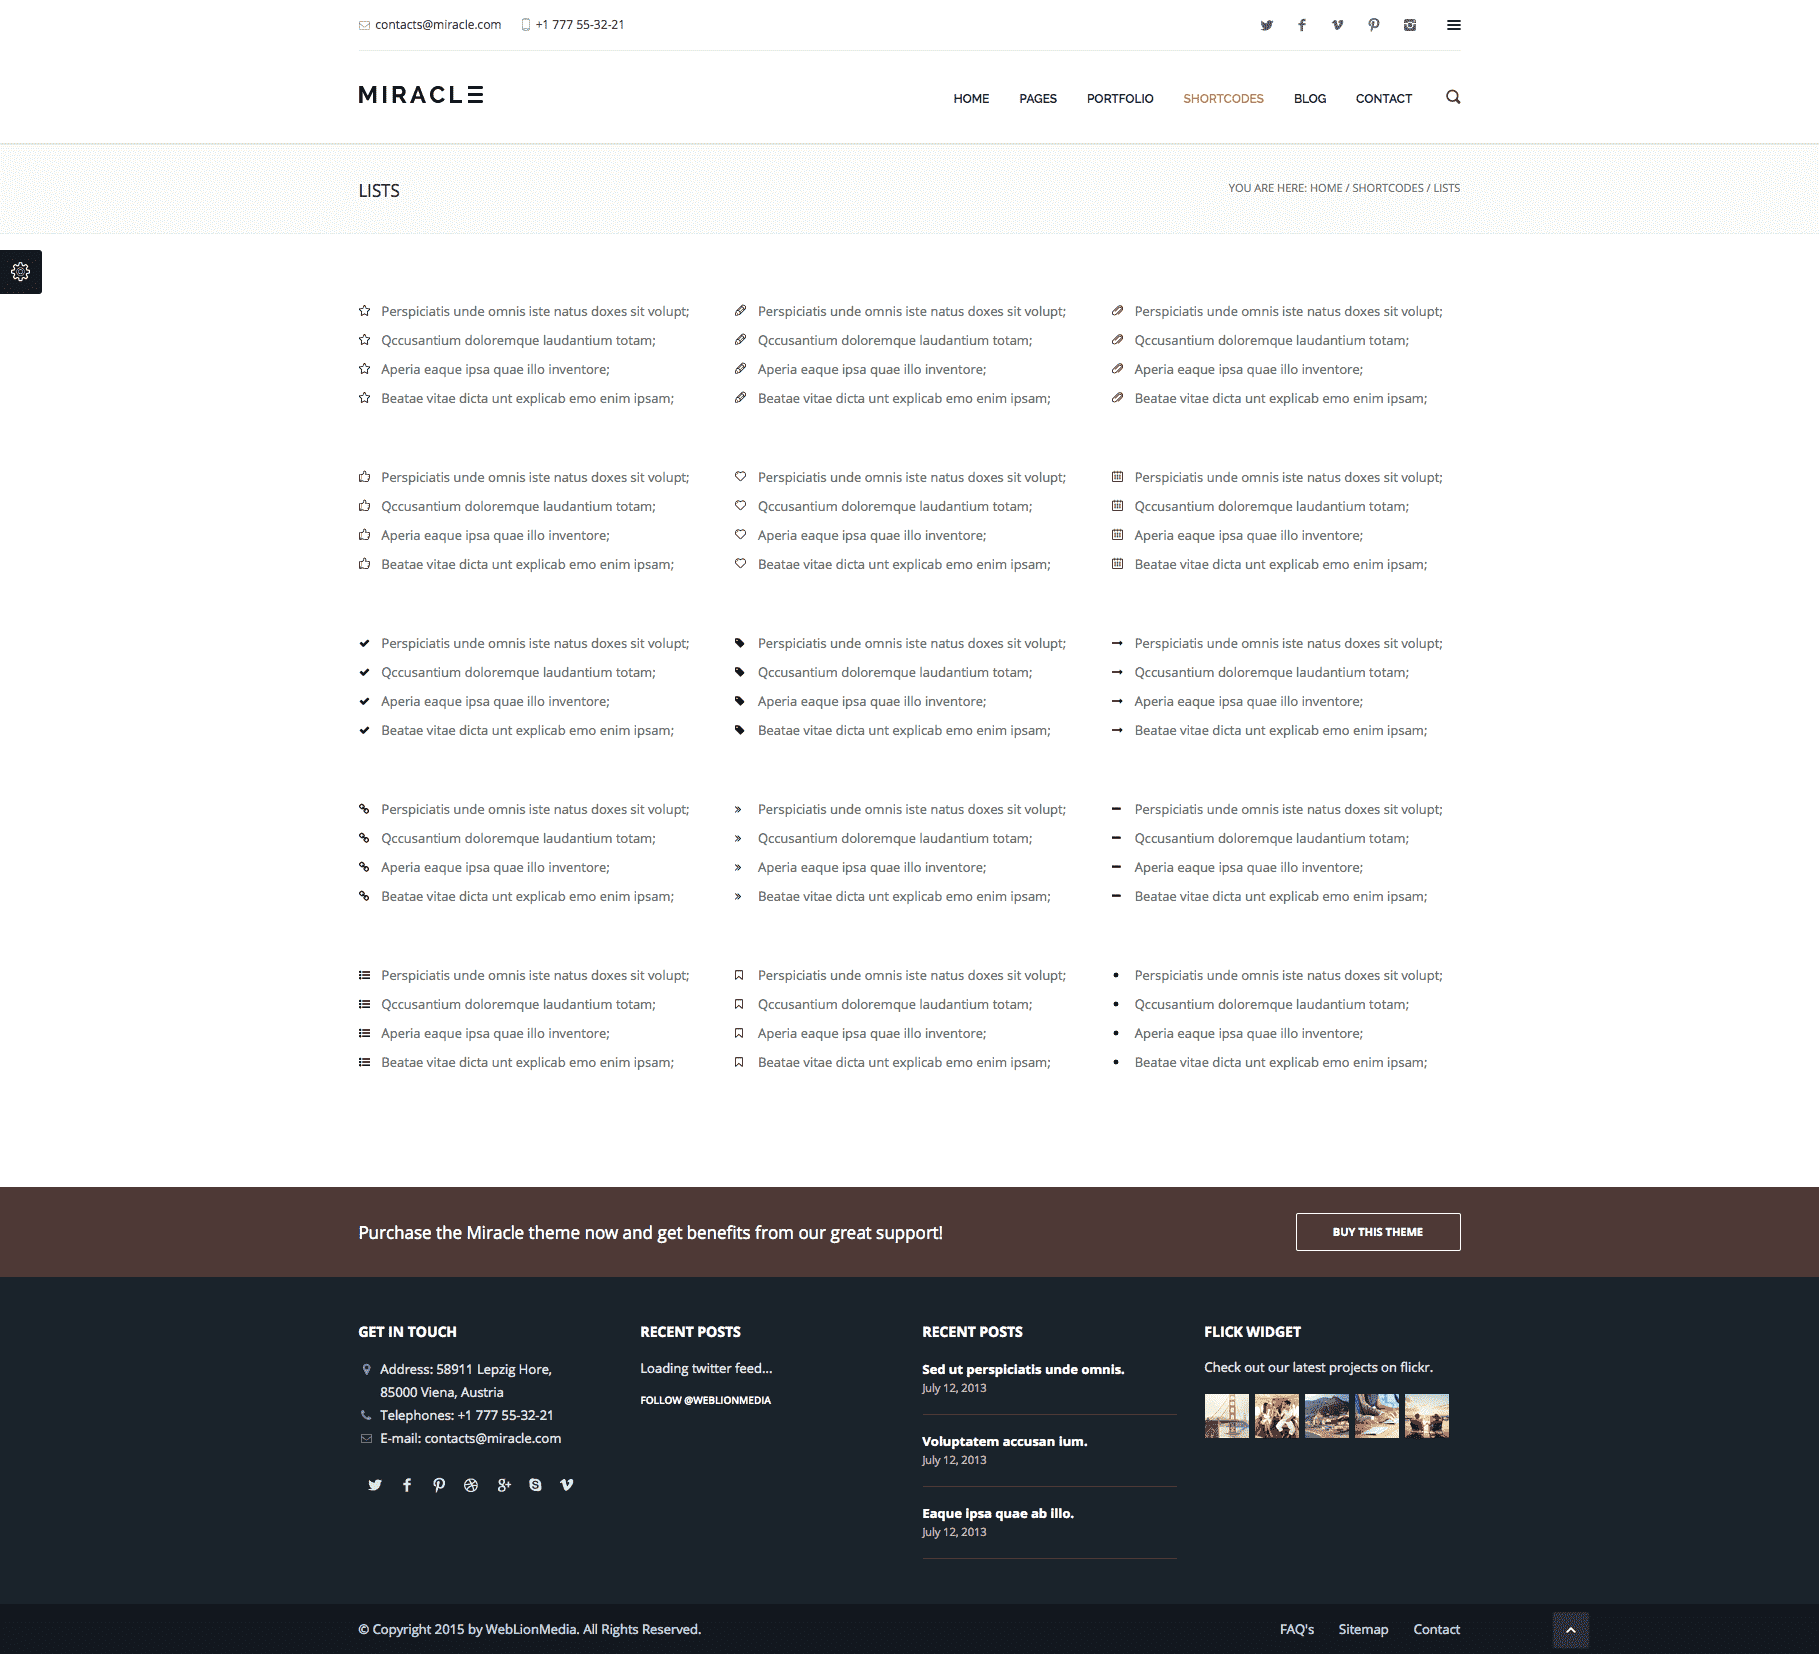 contacts@miracle.com +1 777 55-32-21
MIRACLE
HOME PAGES PORTFOLIO SHORTCODES BLOG CONTACT
LISTS
YOU ARE HERE: HOME / SHORTCODES / LISTS
Perspiciatis unde omnis iste natus doxes sit volupt;
Qccusantium doloremque laudantium totam;
Aperia eaque ipsa quae illo inventore;
Beatae vitae dicta unt explicab emo enim ipsam;
Perspiciatis unde omnis iste natus doxes sit volupt;
Qccusantium doloremque laudantium totam;
Aperia eaque ipsa quae illo inventore;
Beatae vitae dicta unt explicab emo enim ipsam;
Perspiciatis unde omnis iste natus doxes sit volupt;
Qccusantium doloremque laudantium totam;
Aperia eaque ipsa quae illo inventore;
Beatae vitae dicta unt explicab emo enim ipsam;
Perspiciatis unde omnis iste natus doxes sit volupt;
Qccusantium doloremque laudantium totam;
Aperia eaque ipsa quae illo inventore;
Beatae vitae dicta unt explicab emo enim ipsam;
Perspiciatis unde omnis iste natus doxes sit volupt;
Qccusantium doloremque laudantium totam;
Aperia eaque ipsa quae illo inventore;
Beatae vitae dicta unt explicab emo enim ipsam;
Perspiciatis unde omnis iste natus doxes sit volupt;
Qccusantium doloremque laudantium totam;
Aperia eaque ipsa quae illo inventore;
Beatae vitae dicta unt explicab emo enim ipsam;
Perspiciatis unde omnis iste natus doxes sit volupt;
Qccusantium doloremque laudantium totam;
Aperia eaque ipsa quae illo inventore;
Beatae vitae dicta unt explicab emo enim ipsam;
Perspiciatis unde omnis iste natus doxes sit volupt;
Qccusantium doloremque laudantium totam;
Aperia eaque ipsa quae illo inventore;
Beatae vitae dicta unt explicab emo enim ipsam;
Perspiciatis unde omnis iste natus doxes sit volupt;
Qccusantium doloremque laudantium totam;
Aperia eaque ipsa quae illo inventore;
Beatae vitae dicta unt explicab emo enim ipsam;
Perspiciatis unde omnis iste natus doxes sit volupt;
Qccusantium doloremque laudantium totam;
Aperia eaque ipsa quae illo inventore;
Beatae vitae dicta unt explicab emo enim ipsam;
Perspiciatis unde omnis iste natus doxes sit volupt;
Qccusantium doloremque laudantium totam;
Aperia eaque ipsa quae illo inventore;
Beatae vitae dicta unt explicab emo enim ipsam;
Perspiciatis unde omnis iste natus doxes sit volupt;
Qccusantium doloremque laudantium totam;
Aperia eaque ipsa quae illo inventore;
Beatae vitae dicta unt explicab emo enim ipsam;
Perspiciatis unde omnis iste natus doxes sit volupt;
Qccusantium doloremque laudantium totam;
Aperia eaque ipsa quae illo inventore;
Beatae vitae dicta unt explicab emo enim ipsam;
Perspiciatis unde omnis iste natus doxes sit volupt;
Qccusantium doloremque laudantium totam;
Aperia eaque ipsa quae illo inventore;
Beatae vitae dicta unt explicab emo enim ipsam;
Perspiciatis unde omnis iste natus doxes sit volupt;
Qccusantium doloremque laudantium totam;
Aperia eaque ipsa quae illo inventore;
Beatae vitae dicta unt explicab emo enim ipsam;
Purchase the Miracle theme now and get benefits from our great support!
BUY THIS THEME
GET IN TOUCH
Address: 58911 Lepzig Hore,
85000 Viena, Austria
Telephones: +1 777 55-32-21
E-mail: contacts@miracle.com
RECENT POSTS
Loading twitter feed...
FOLLOW @WEBLIONMEDIA
RECENT POSTS
Sed ut perspiciatis unde omnis.
July 12, 2013
Voluptatem accusan ium.
July 12, 2013
Eaque ipsa quae ab illo.
July 12, 2013
FLICK WIDGET
Check out our latest projects on flickr.
© Copyright 2015 by WebLionMedia. All Rights Reserved.
FAQ's Sitemap Contact